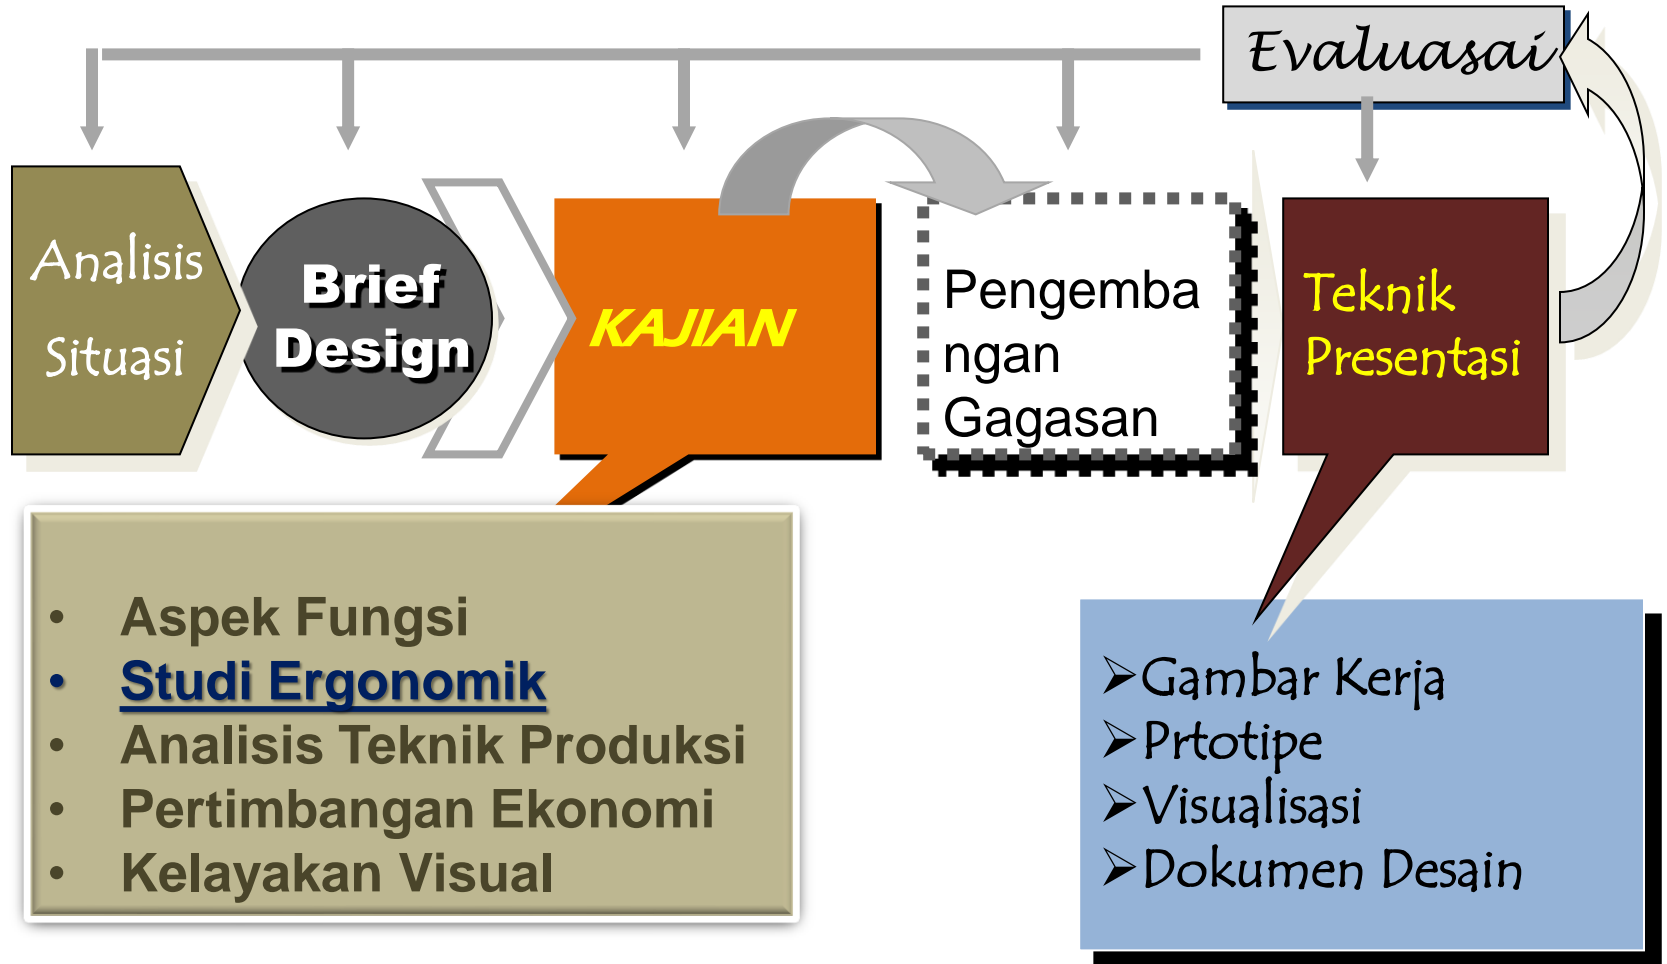 Evaluasai
Analisis
Situasi
Brief
Design
KAJIAN
Pengemba
ngan
Gagasan
Teknik
Presentasi
• Aspek Fungsi
• Studi Ergonomik
• Analisis Teknik Produksi
• Pertimbangan Ekonomi
• Kelayakan Visual
➢Gambar Kerja
➢Prtotipe
➢Visualisasi
➢Dokumen Desain